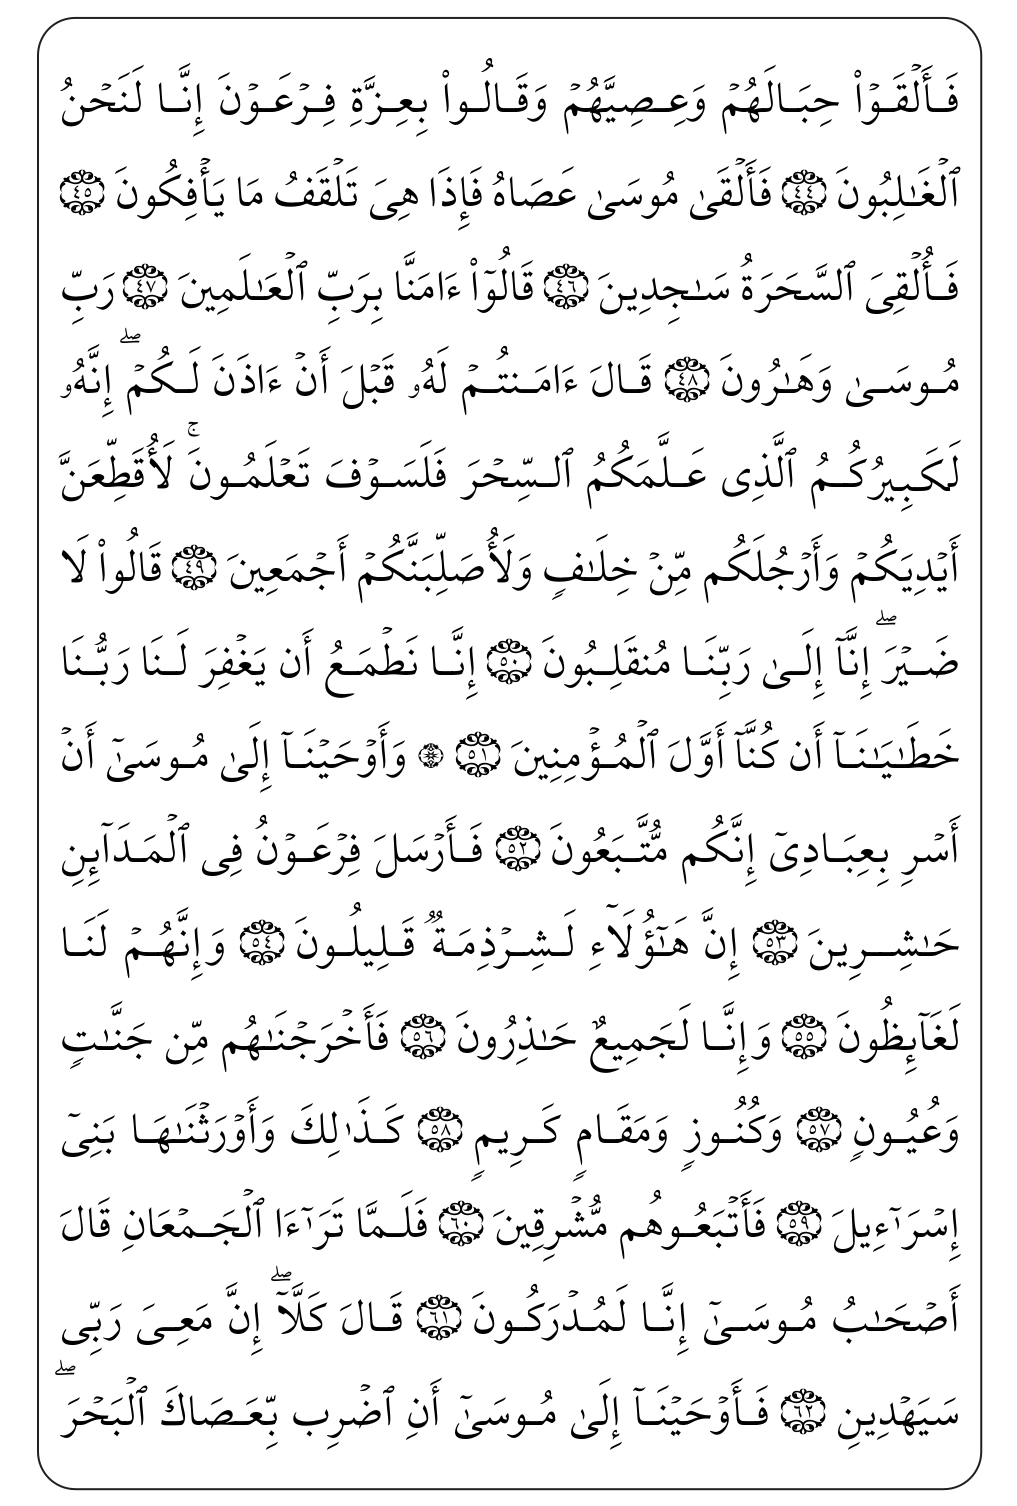 فَأَلۡقَوۡاْ حِبَالَهُمۡ وَعِصِيَّهُمۡ وَقَالُواْ بِعِزَّةِ فِرۡعَوۡنَ إِنَّا لَنَحۡنُ
ٱلۡغَٰلِبُونَ ٤٤ فَأَلۡقَىٰ مُوسَىٰ عَصَاهُ فَإِذَا هِىَ تَلۡقَفُ مَا يَأۡفِكُونَ ٤٥
فَأُلۡقِىَ ٱلسَّحَرَةُ سَٰجِدِينَ ٤٦ قَالُوٓاْ ءَامَنَّا بِرَبِّ ٱلۡعَٰلَمِينَ ٤٧ رَبِّ
مُوسَىٰ وَهَٰرُونَ ٤٨ قَالَ ءَامَنتُمۡ لَهُۥ قَبۡلَ أَنۡ ءَاذَنَ لَكُمۡۖ إِنَّهُۥ
لَكَبِيرُكُمُ ٱلَّذِى عَلَّمَكُمُ ٱلسِّحۡرَ فَلَسَوۡفَ تَعۡلَمُونَۚ لَأُقَطِّعَنَّ
أَيۡدِيَكُمۡ وَأَرۡجُلَكُم مِّنۡ خِلَٰفٍ وَلَأُصَلِّبَنَّكُمۡ أَجۡمَعِينَ ٤٩ قَالُواْ لَا
ضَيۡرَۖ إِنَّآ إِلَىٰ رَبِّنَا مُنقَلِبُونَ ٥٠ إِنَّا نَطۡمَعُ أَن يَغۡفِرَ لَنَا رَبُّنَا
خَطَٰيَٰنَآ أَن كُنَّآ أَوَّلَ ٱلۡمُؤۡمِنِينَ ٥١ ۞ وَأَوۡحَيۡنَآ إِلَىٰ مُوسَىٰٓ أَنۡ
أَسۡرِ بِعِبَادِىٓ إِنَّكُم مُّتَّبَعُونَ ٥٢ فَأَرۡسَلَ فِرۡعَوۡنُ فِى ٱلۡمَدَآئِنِ
حَٰشِرِينَ ٥٣ إِنَّ هَٰٓؤُلَآءِ لَشِرۡذِمَةٌ قَلِيلُونَ ٥٤ وَإِنَّهُمۡ لَنَا
لَغَآئِظُونَ ٥٥ وَإِنَّا لَجَمِيعٌ حَٰذِرُونَ ٥٦ فَأَخۡرَجۡنَٰهُم مِّن جَنَّٰتٍ
وَعُيُونٍ ٥٧ وَكُنُوزٍ وَمَقَامٍ كَرِيمٍ ٥٨ كَذَٰلِكَ وَأَوۡرَثۡنَٰهَا بَنِىٓ
إِسۡرَٰٓءِيلَ ٥٩ فَأَتۡبَعُوهُم مُّشۡرِقِينَ ٦٠ فَلَمَّا تَرَٰٓءَا ٱلۡجَمۡعَانِ قَالَ
أَصۡحَٰبُ مُوسَىٰٓ إِنَّا لَمُدۡرَكُونَ ٦١ قَالَ كَلَّآۖ إِنَّ مَعِىَ رَبِّى
سَيَهۡدِينِ ٦٢ فَأَوۡحَيۡنَآ إِلَىٰ مُوسَىٰٓ أَنِ ٱضۡرِب بِّعَصَاكَ ٱلۡبَحۡرَۖ